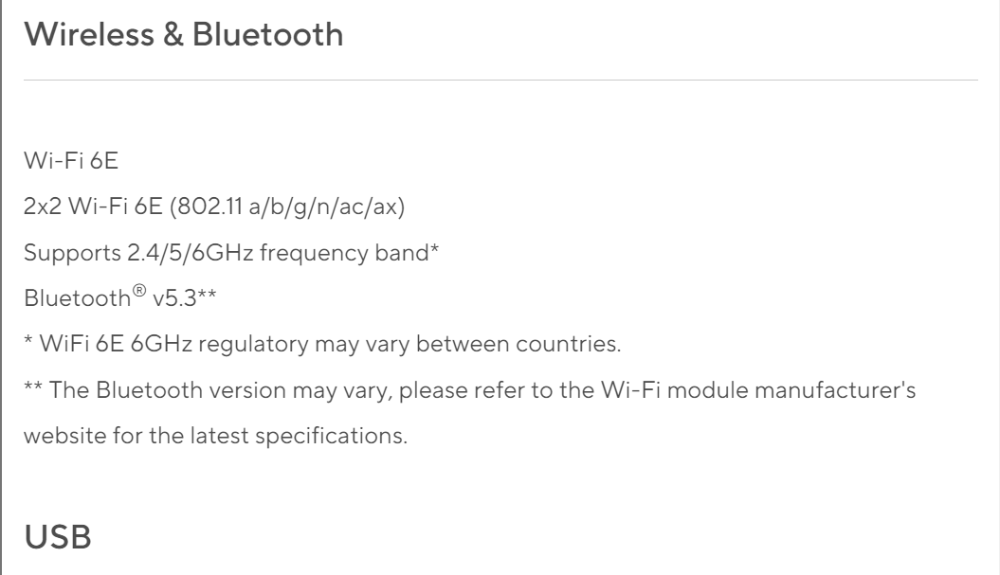 Wireless & Bluetooth
Wi-Fi 6E
2x2 Wi-Fi 6E (802.11 a/b/g/n/ac/ax)
Supports 2.4/5/6GHz frequency band*
Bluetooth® v5.3**
* WiFi 6E 6GHz regulatory may vary between countries.
** The Bluetooth version may vary, please refer to the Wi-Fi module manufacturer's
website for the latest specifications.
USB